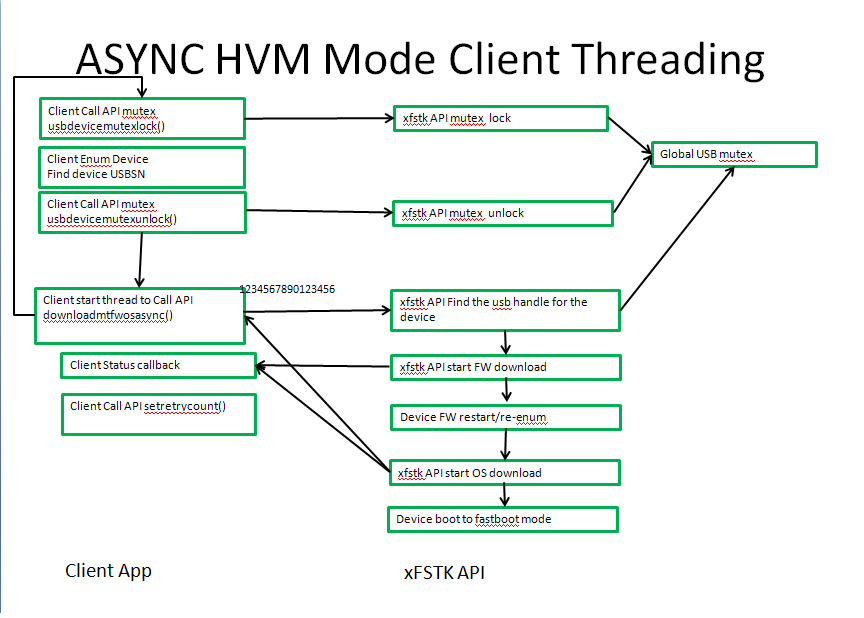 ASYNC HVM Mode Client Threading
Client Call API mutex
usbdevicemutexlock()
xfstk API mutex lock
Global USB mutex
Client Enum Device
Find device USBSN
Client Call API mutex
usbdevicemutexunlock()
xfstk API mutex unlock
1234567890123456
Client start thread to Call API
downloadmtfwosasync()
xfstk API Find the usb handle for the
device
Client Status callback
xfstk API start FW download
Client Call API setretrycount()
Device FW restart/re-enum
xfstk API start OS download
Device boot to fastboot mode
Client App
xFSTK API